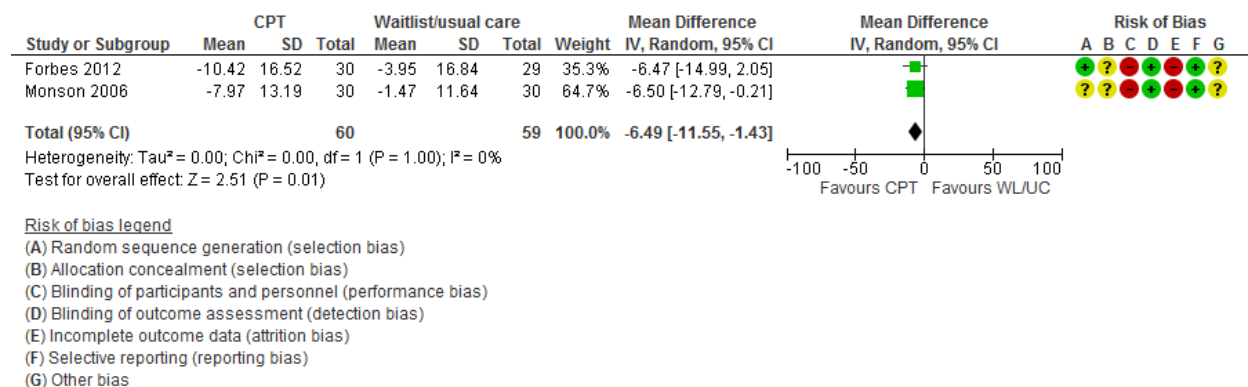 CPT Waitlist/usual care Mean Difference Mean Difference Risk of Bias
Study or Subgroup Mean SD Total Mean SD Total Weight IV, Random, 95% CI IV, Random, 95% CI A B C D E F G
Forbes 2012 -10.42 16.52 30 -3.95 16.84 29 35.3% -6.47 [-14.99, 2.05] + ? - + - + ?
Monson 2006 -7.97 13.19 30 -1.47 11.64 30 64.7% -6.50 [-12.79, -0.21] ? ? - + - + ?
Total (95% CI) 60 59 100.0% -6.49 [-11.55, -1.43]
Heterogeneity: Tau² = 0.00; Chi² = 0.00, df = 1 (P = 1.00); I² = 0%
Test for overall effect: Z = 2.51 (P = 0.01)
-100 -50 0 50 100
Favours CPT Favours WL/UC
Risk of bias legend
(A) Random sequence generation (selection bias)
(B) Allocation concealment (selection bias)
(C) Blinding of participants and personnel (performance bias)
(D) Blinding of outcome assessment (detection bias)
(E) Incomplete outcome data (attrition bias)
(F) Selective reporting (reporting bias)
(G) Other bias